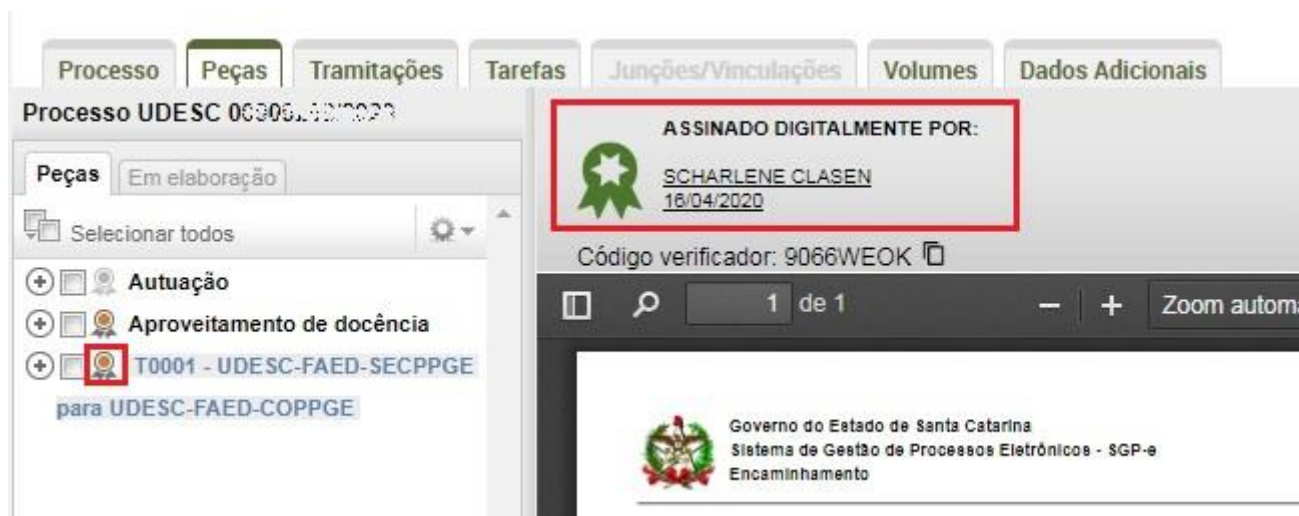 Processo Peças Tramitações Tarefas Junções/Vinculações Volumes Dados Adicionais
Processo UDESC
Peças Em elaboração
Selecionar todos
Autuação
Aproveitamento de docência
T0001 - UDESC-FAED-SECPPGE
para UDESC-FAED-COPPGE
ASSINADO DIGITALMENTE POR:
SCHARLENE CLASEN
16/04/2020
Código verificador: 9066WEOK
1 de 1 − + Zoom automa
Governo do Estado de Santa Catarina
Sistema de Gestão de Processos Eletrônicos - SGP-e
Encaminhamento